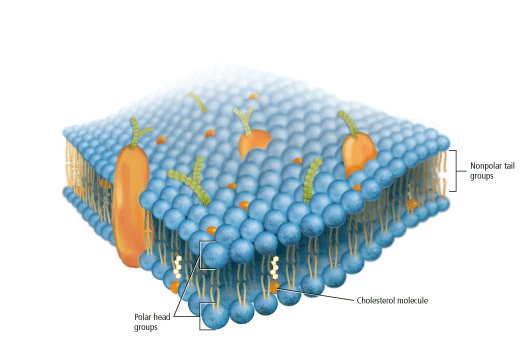 Nonpolar tail
groups
Cholesterol molecule
Polar head
groups